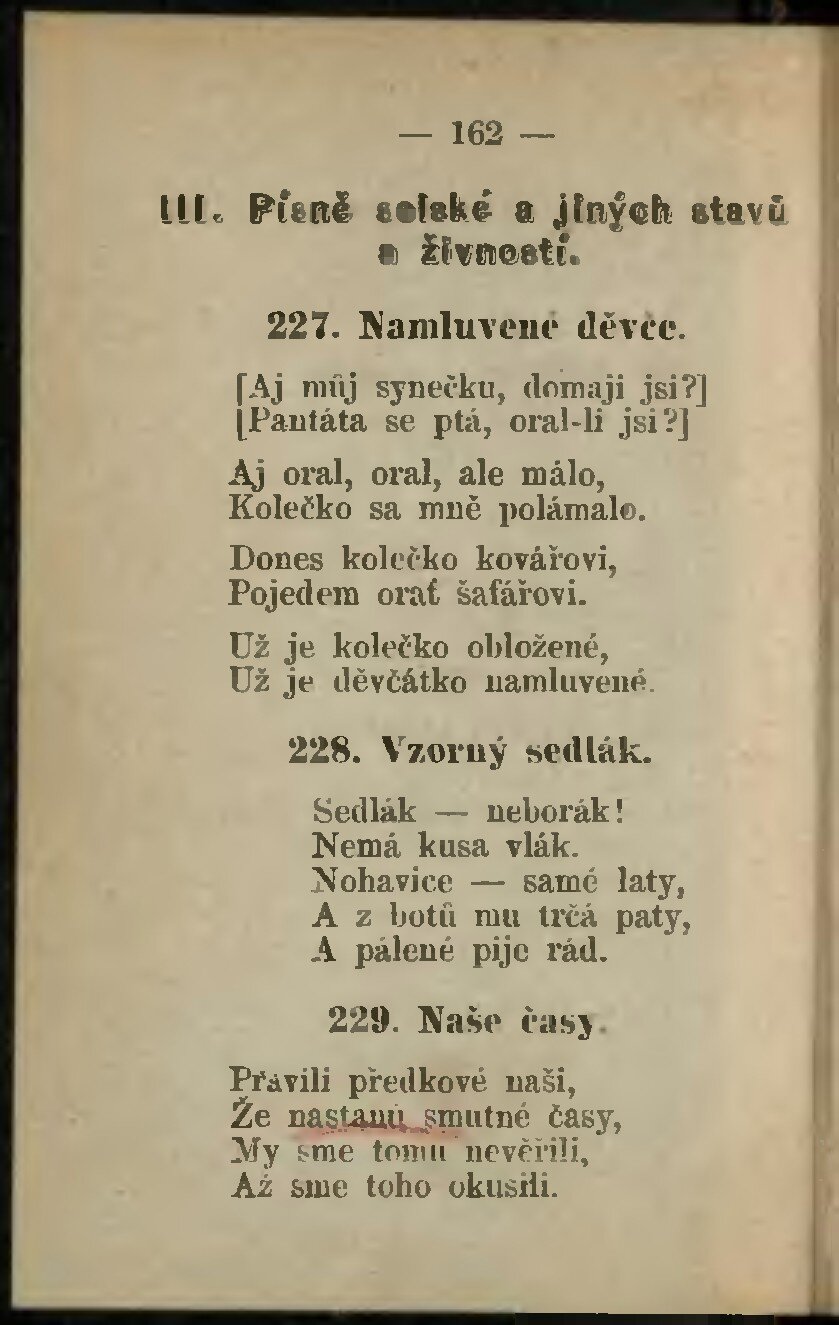 — 162 —
III. Písně selské a jiných stavů
a živností.
227. Namluvené děvče.
[Aj můj synečku, domaji jsi?]
[Pantáta se ptá, oral-li jsi?]
Aj oral, oral, ale málo,
Kolečko sa mně polámalo.
Dones kolečko kovářovi,
Pojedem orať šafářovi.
Už je kolečko obložené,
Už je děvčátko namluvené.
228. Vzorný sedlák.
Sedlák — neborák!
Nemá kusa vlák.
Nohavice — samé laty,
A z botů mu trčá paty,
A pálené pije rád.
229. Naše časy.
Pravili předkové naši,
Že nastanú smutné časy,
My sme tomu nevěřili,
Až sme toho okusili.